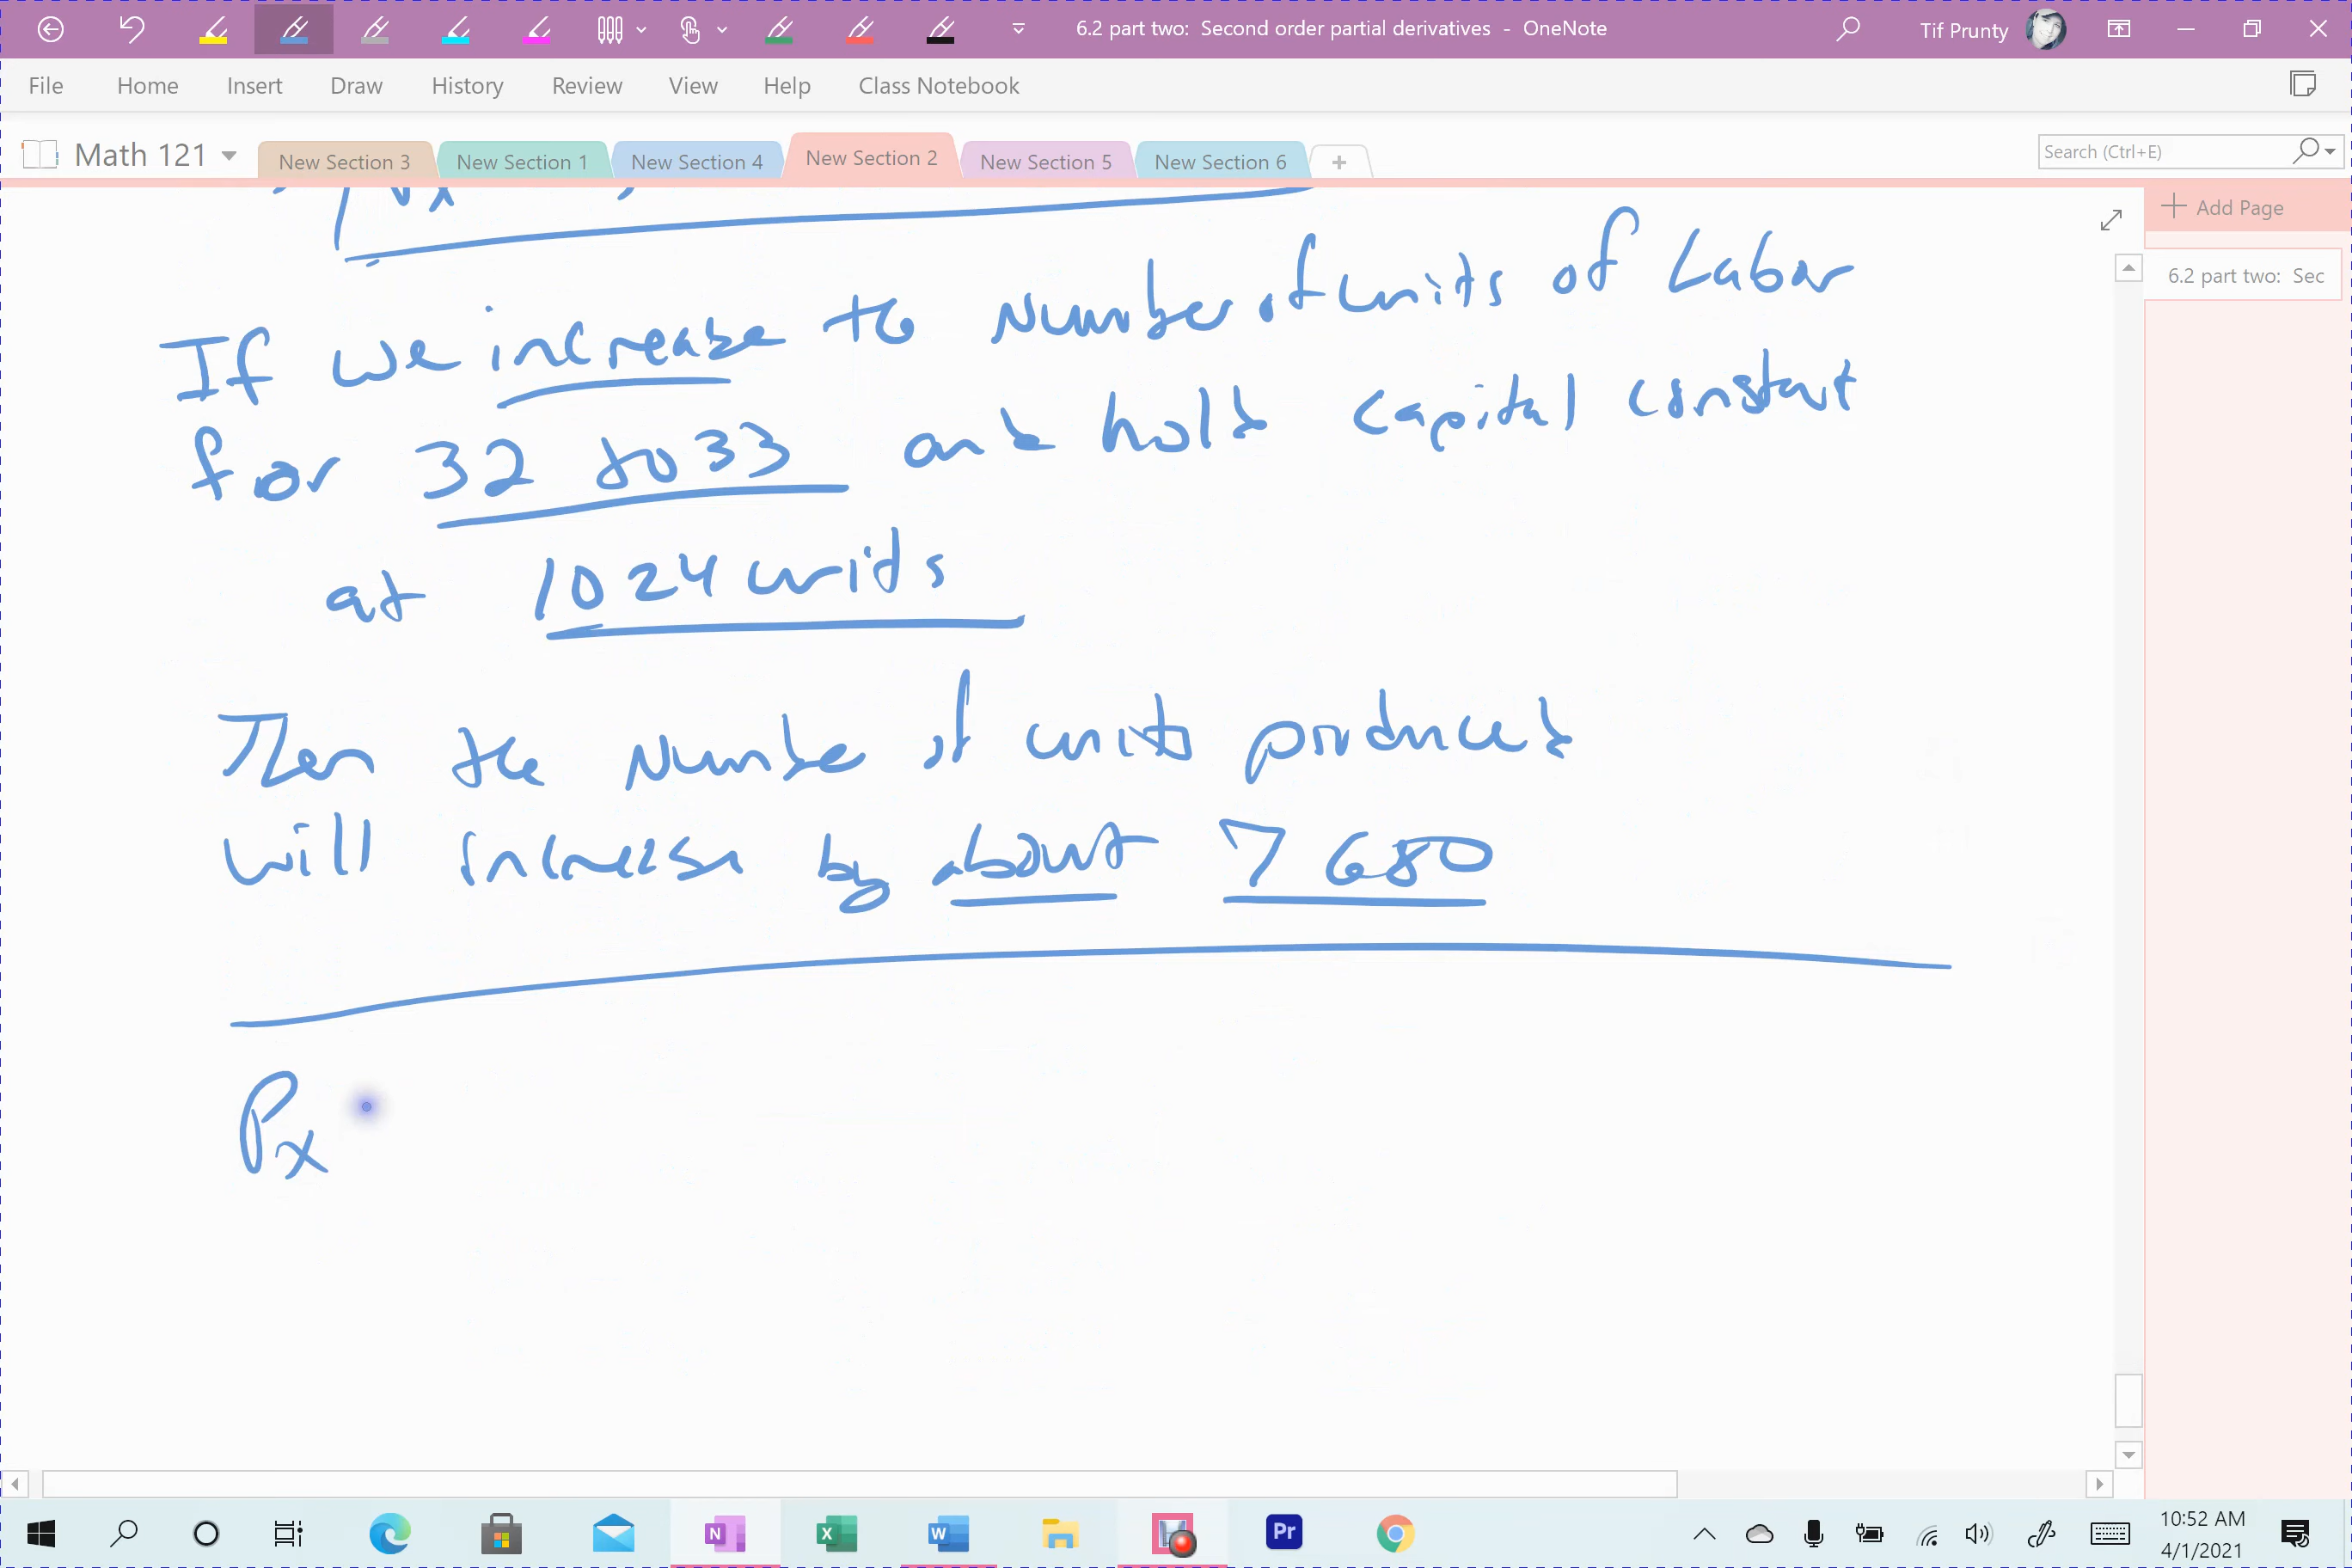 6.2 part two: Second order partial derivatives - OneNote
Tif Prunty
File Home Insert Draw History Review View Help Class Notebook
Math 121
New Section 3 New Section 1 New Section 4 New Section 2 New Section 5 New Section 6 +
Search (Ctrl+E)
Add Page
6.2 part two: Sec
If we increase the Number of units of Labor
for 32 to 33 and hold capital constant
at 1024 units
Then the Number of units produced
will increase by about 7680
Px
N X W Pr
10:52 AM
4/1/2021